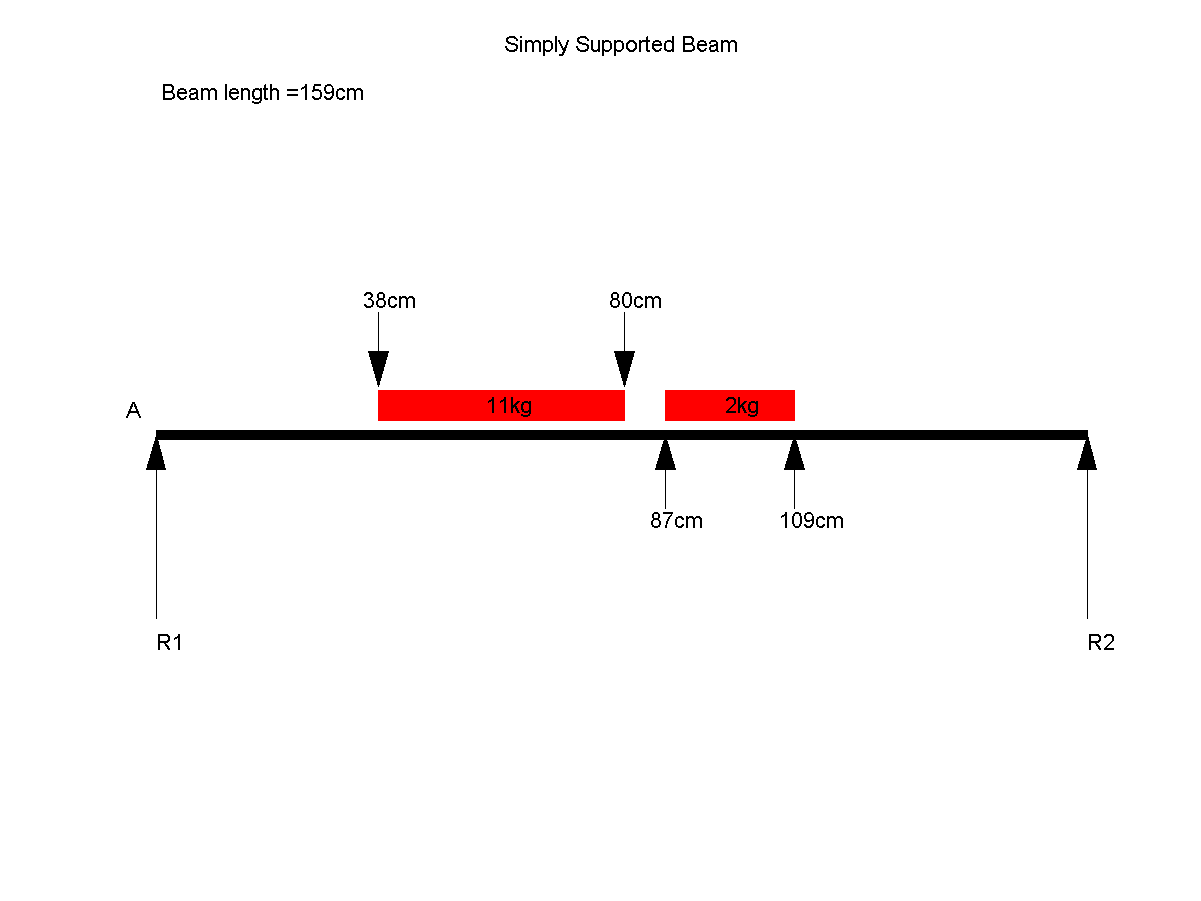 Simply Supported Beam
Beam length =159cm
38cm
80cm
A
11kg
2kg
87cm
109cm
R1
R2